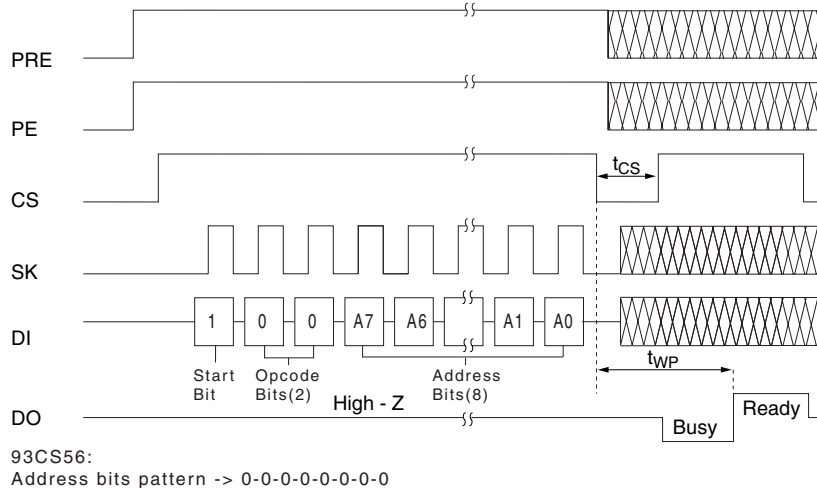 PRE
PE
CS
tCS
SK
DI
1 0 0 A7 A6 A1 A0
Start Bit
Opcode Bits(2)
Address Bits(8)
tWP
DO
High - Z
Busy
Ready
93CS56:
Address bits pattern -> 0-0-0-0-0-0-0-0